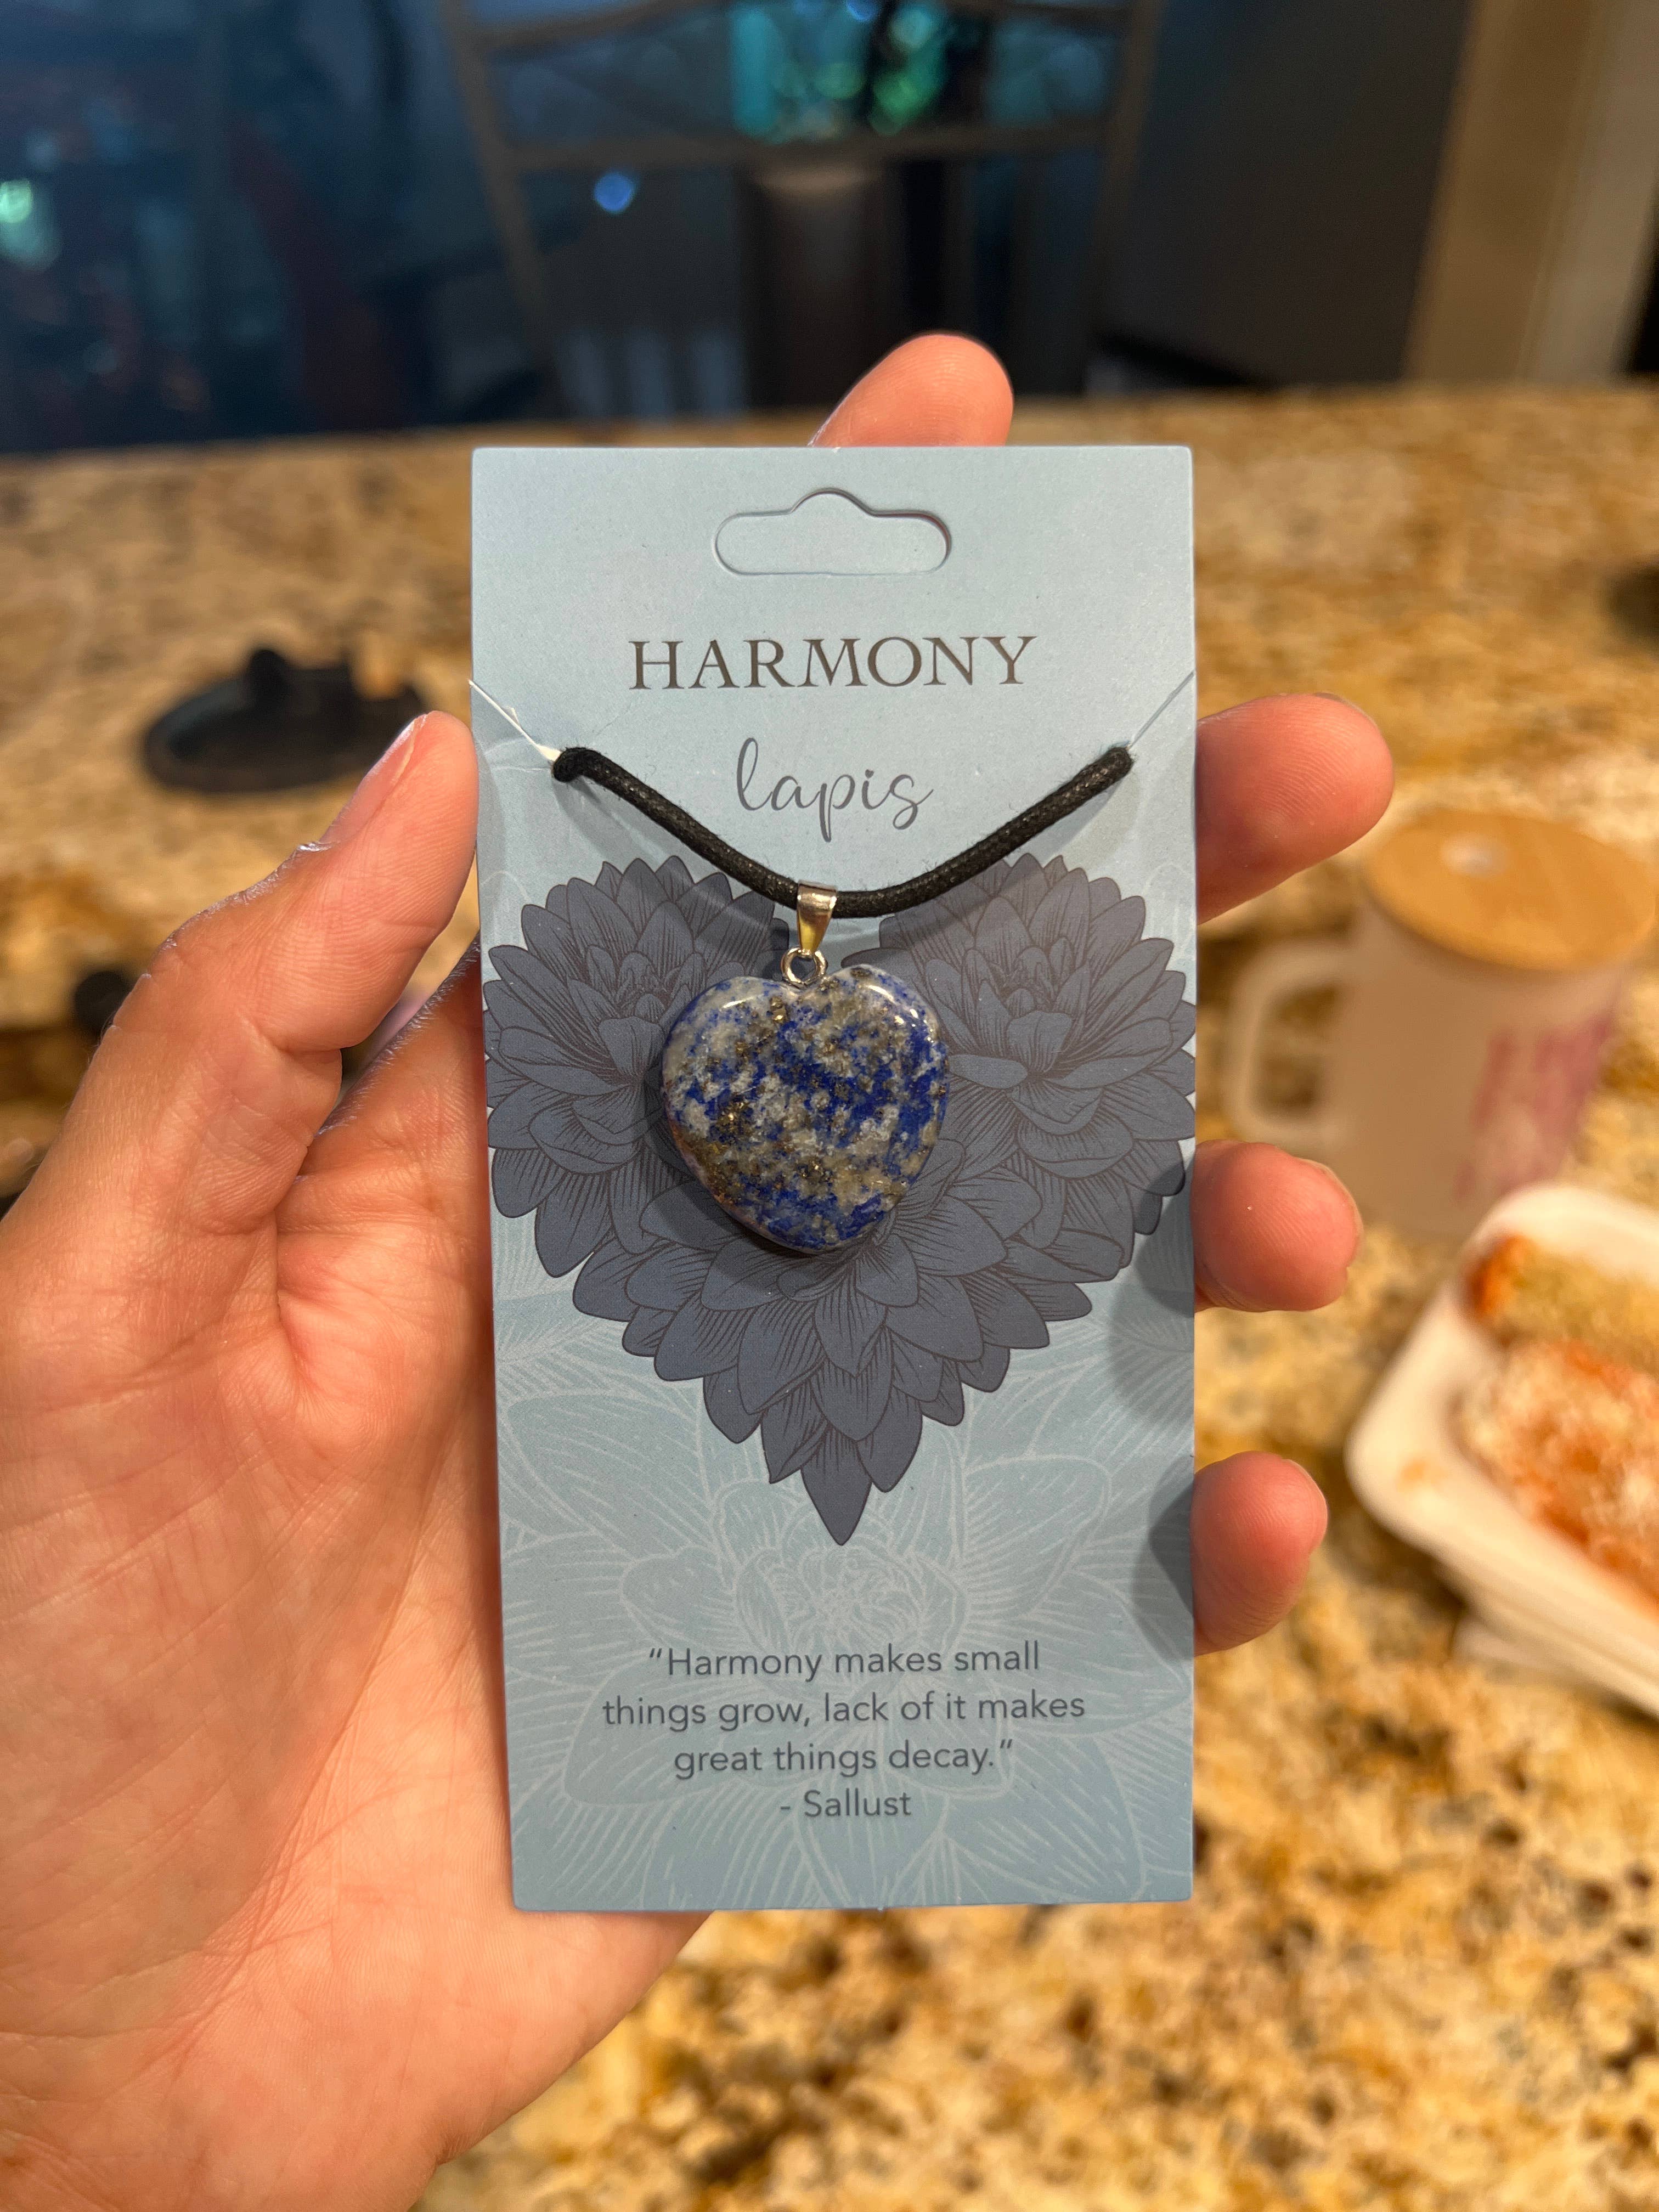 HARMONY
lapis
“Harmony makes small
things grow, lack of it makes
great things decay.“
- Sallust